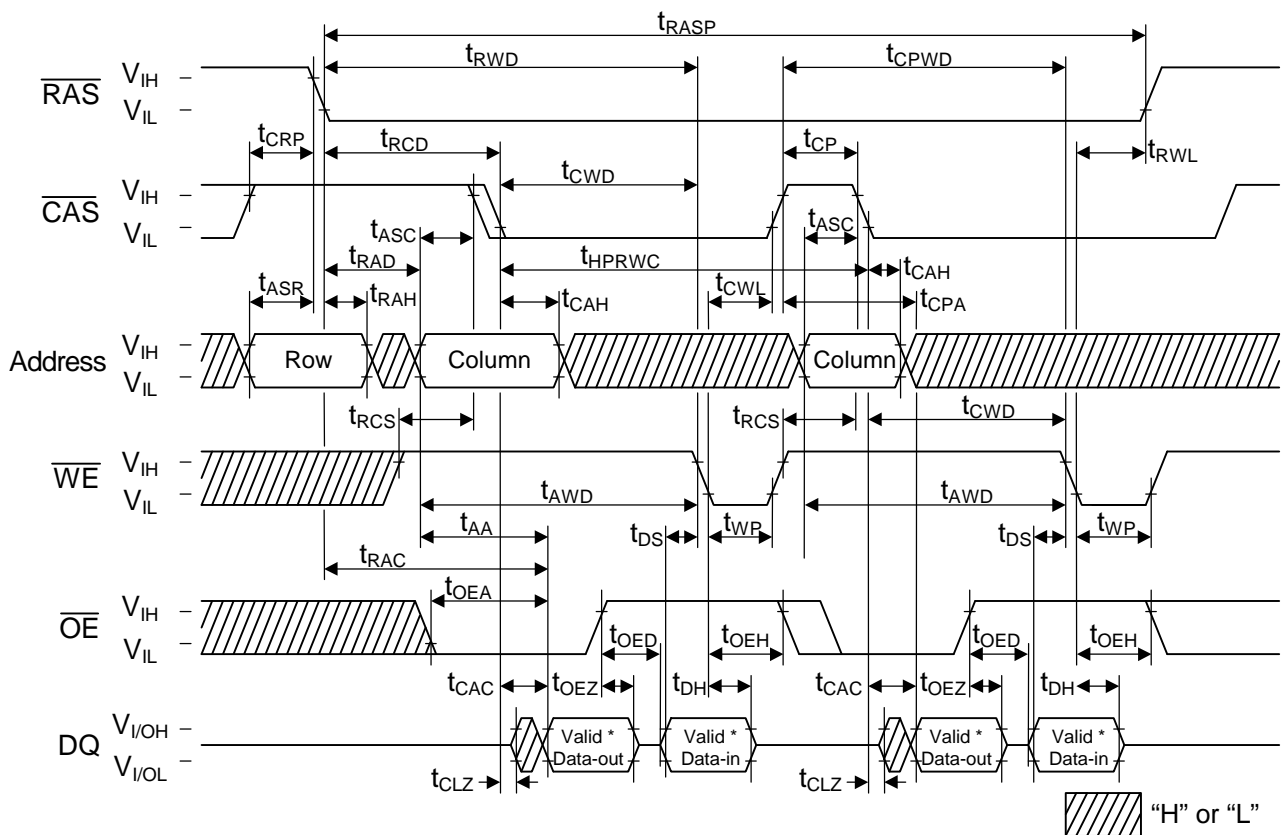 tRASP
tRWD tCPWD
RAS VIH
VIL
tCRP tRCD tCP tRWL
tCWD
CAS VIH
VIL
tASC tASC
tRAD tHPRWC tCAH
tASR tRAH tCAH tCWL tCPA
Address VIH
VIL
Row Column Column
tRCS tRCS tCWD
WE VIH
VIL
tAWD tAWD
tAA tDS tWP tDS tWP
tRAC
tOEA
OE VIH
VIL
tOED tOEH tOED tOEH
tCAC tOEZ tDH tCAC tOEZ tDH
DQ VI/OH
VI/OL
Valid * Valid * Valid * Valid *
Data-out Data-in Data-out Data-in
tCLZ tCLZ
“H” or “L”